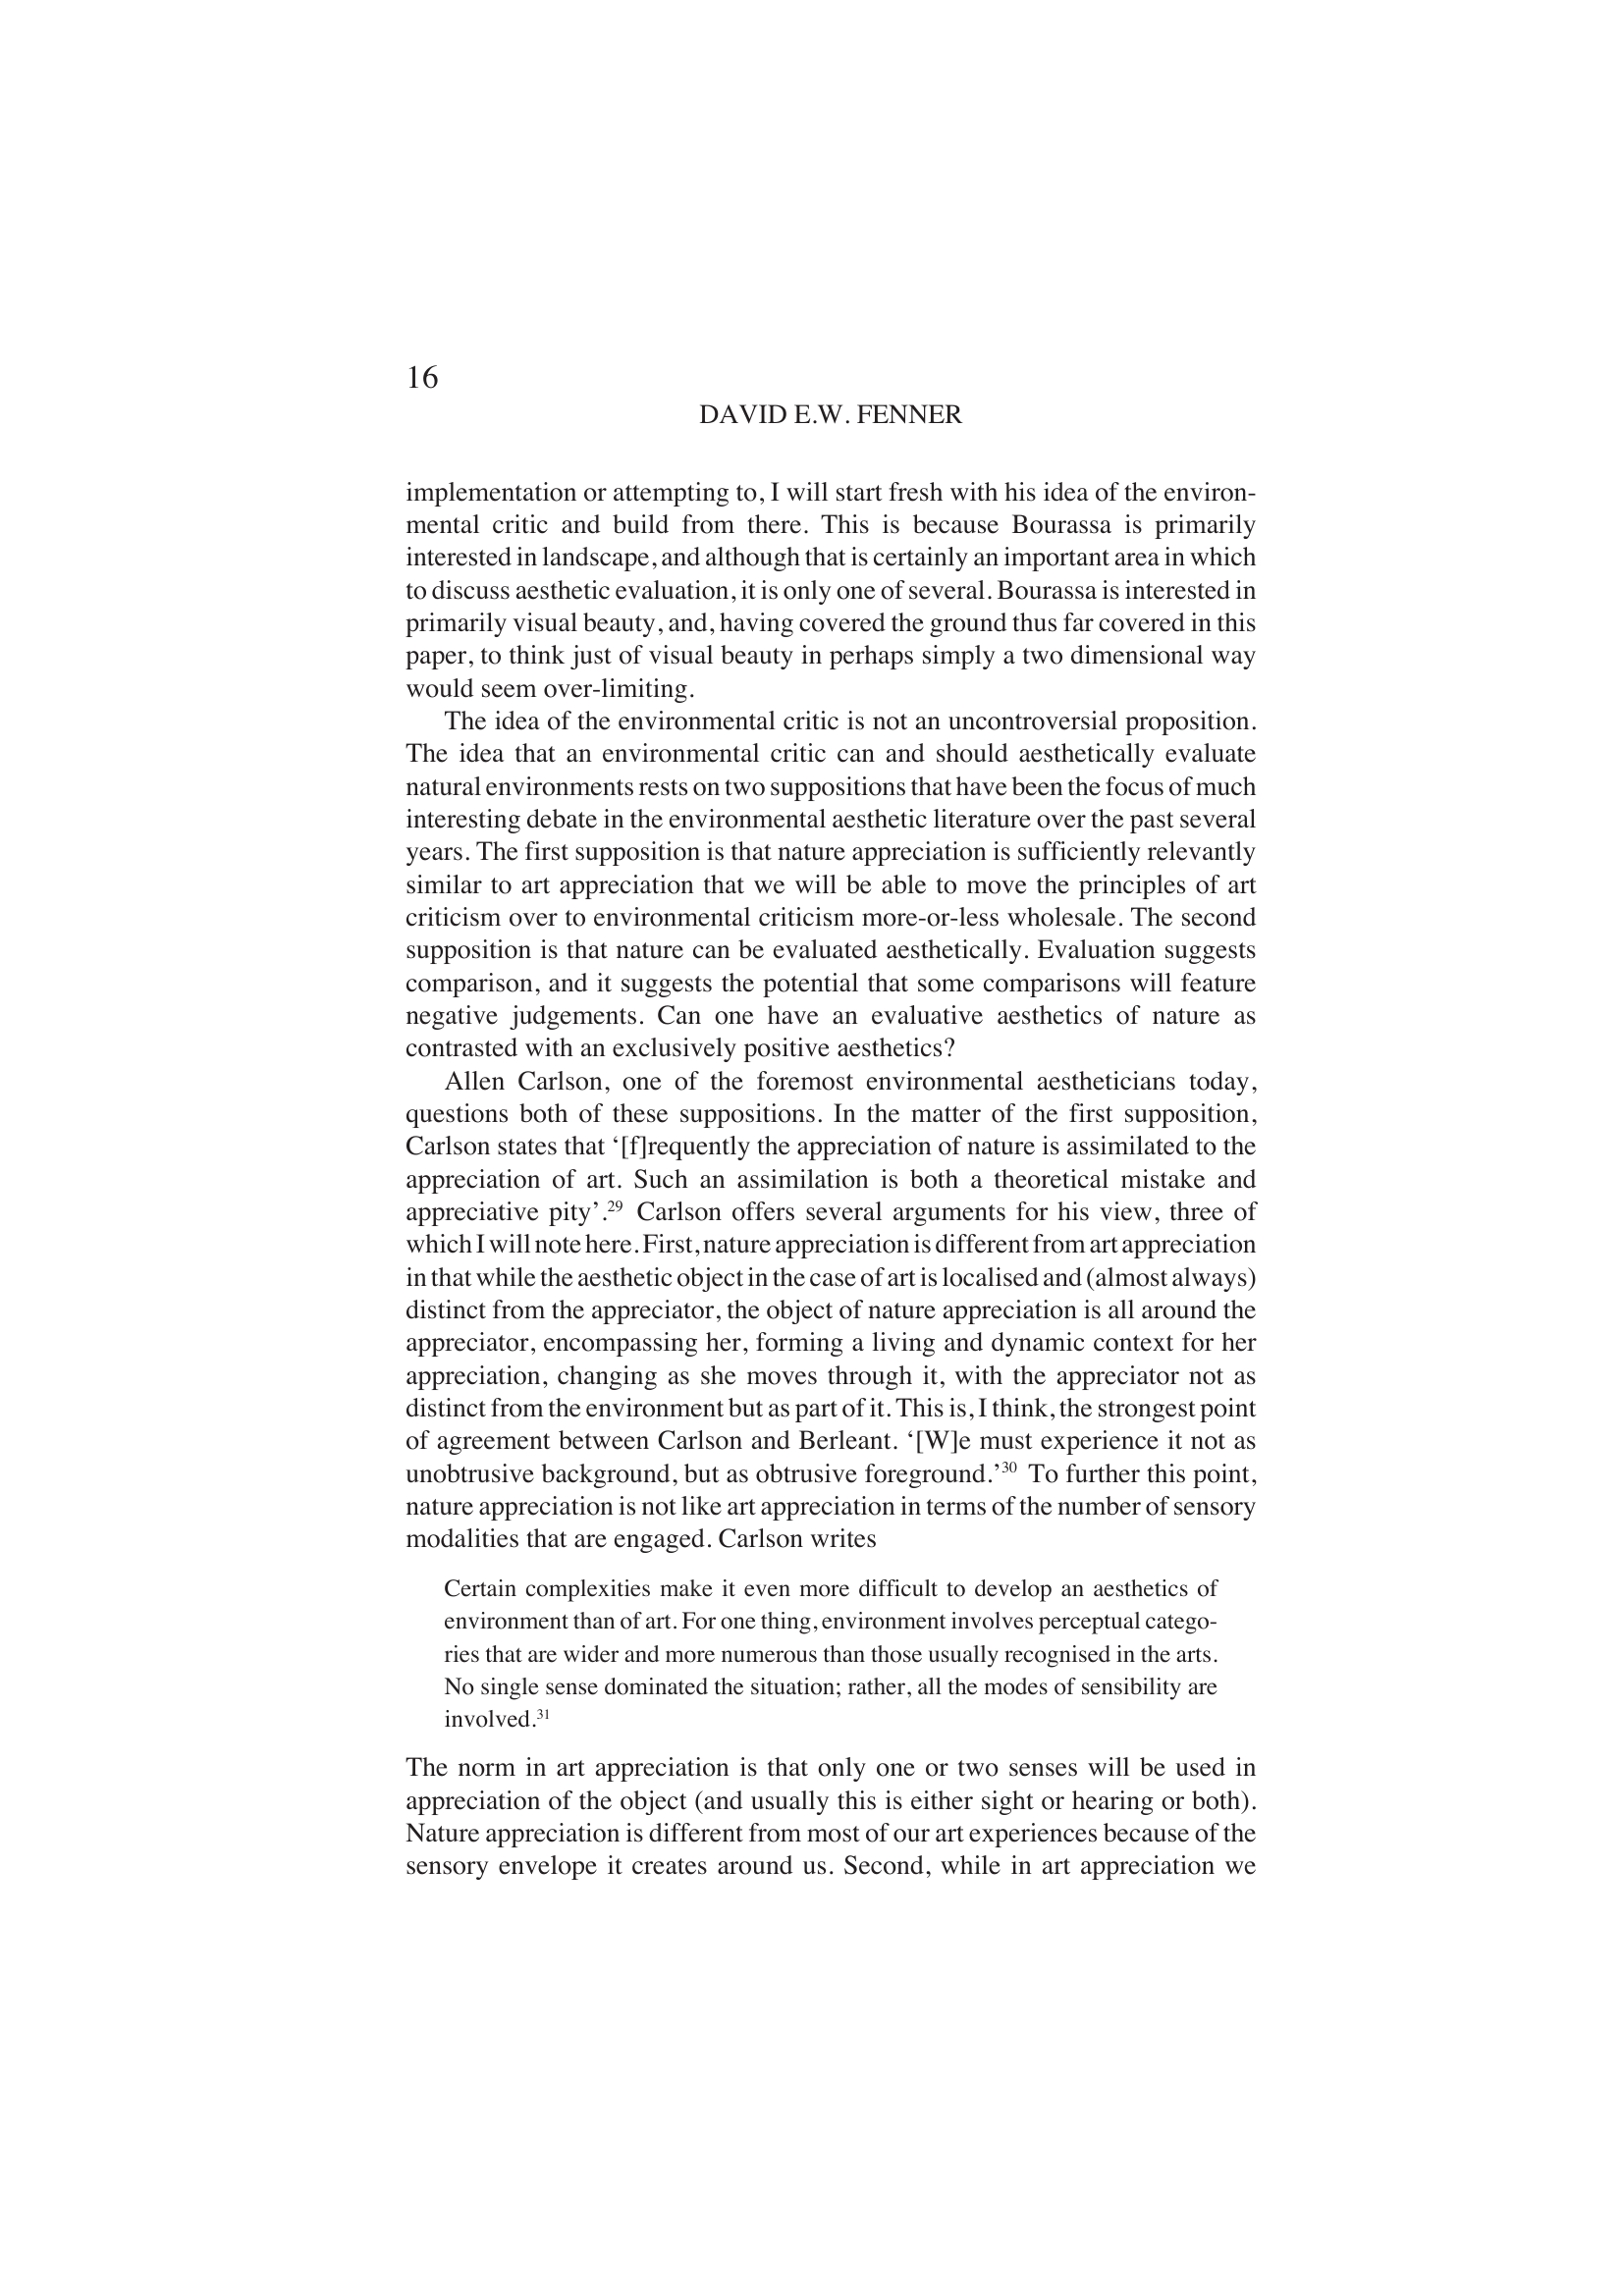 16
DAVID E.W. FENNER
implementation or attempting to, I will start fresh with his idea of the environ-
mental critic and build from there. This is because Bourassa is primarily
interested in landscape, and although that is certainly an important area in which
to discuss aesthetic evaluation, it is only one of several. Bourassa is interested in
primarily visual beauty, and, having covered the ground thus far covered in this
paper, to think just of visual beauty in perhaps simply a two dimensional way
would seem over-limiting.
The idea of the environmental critic is not an uncontroversial proposition.
The idea that an environmental critic can and should aesthetically evaluate
natural environments rests on two suppositions that have been the focus of much
interesting debate in the environmental aesthetic literature over the past several
years. The first supposition is that nature appreciation is sufficiently relevantly
similar to art appreciation that we will be able to move the principles of art
criticism over to environmental criticism more-or-less wholesale. The second
supposition is that nature can be evaluated aesthetically. Evaluation suggests
comparison, and it suggests the potential that some comparisons will feature
negative judgements. Can one have an evaluative aesthetics of nature as
contrasted with an exclusively positive aesthetics?
Allen Carlson, one of the foremost environmental aestheticians today,
questions both of these suppositions. In the matter of the first supposition,
Carlson states that ‘[f]requently the appreciation of nature is assimilated to the
appreciation of art. Such an assimilation is both a theoretical mistake and
appreciative pity’.29 Carlson offers several arguments for his view, three of
which I will note here. First, nature appreciation is different from art appreciation
in that while the aesthetic object in the case of art is localised and (almost always)
distinct from the appreciator, the object of nature appreciation is all around the
appreciator, encompassing her, forming a living and dynamic context for her
appreciation, changing as she moves through it, with the appreciator not as
distinct from the environment but as part of it. This is, I think, the strongest point
of agreement between Carlson and Berleant. ‘[W]e must experience it not as
unobtrusive background, but as obtrusive foreground.’30 To further this point,
nature appreciation is not like art appreciation in terms of the number of sensory
modalities that are engaged. Carlson writes
Certain complexities make it even more difficult to develop an aesthetics of
environment than of art. For one thing, environment involves perceptual catego-
ries that are wider and more numerous than those usually recognised in the arts.
No single sense dominated the situation; rather, all the modes of sensibility are
involved.31
The norm in art appreciation is that only one or two senses will be used in
appreciation of the object (and usually this is either sight or hearing or both).
Nature appreciation is different from most of our art experiences because of the
sensory envelope it creates around us. Second, while in art appreciation we